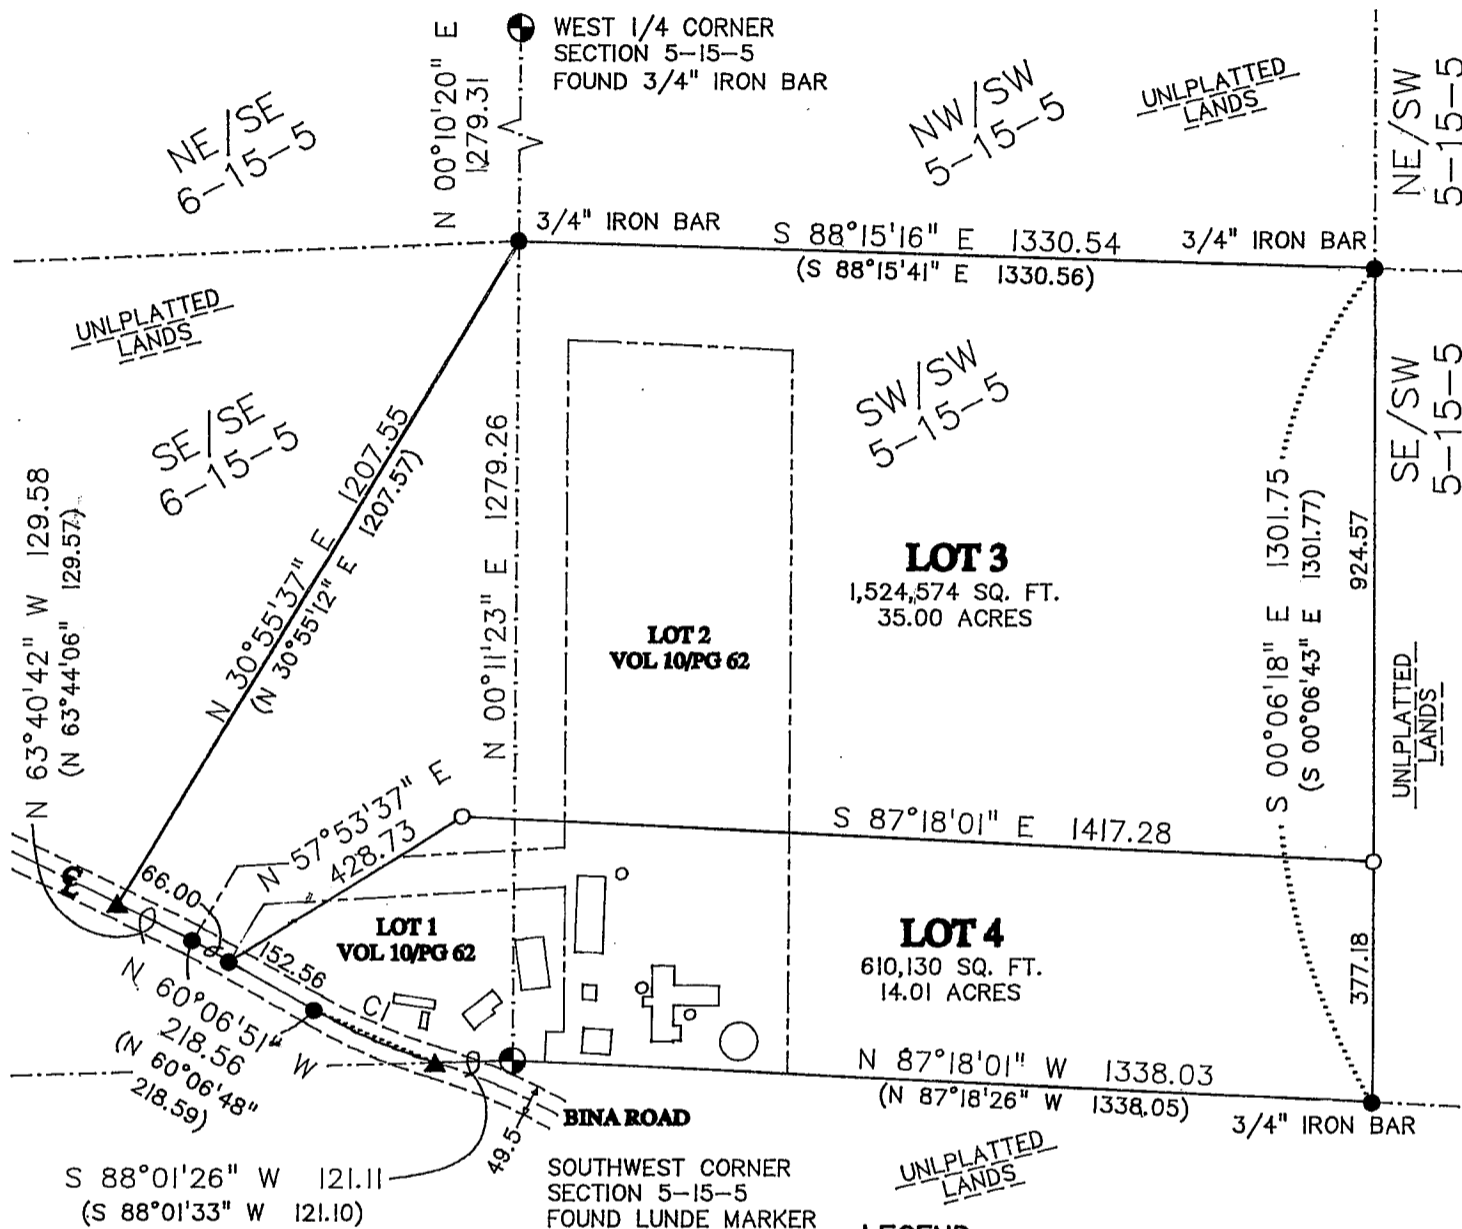 WEST 1/4 CORNER
SECTION 5-15-5
FOUND 3/4" IRON BAR
N 00°10'20" E
1279.31
NE/SE
6-15-5
NW/SW
5-15-5
UNLPLATTED
LANDS
NE/SW
5-15-5
3/4" IRON BAR
S 88°15'16" E 1330.54
(S 88°15'41" E 1330.56)
3/4" IRON BAR
UNLPLATTED
LANDS
SE/SE
6-15-5
SW/SW
5-15-5
SE/SW
5-15-5
N 63°40'42" W 129.58
(N 63°44'06" 129.57)
N 30°55'37" E 1207.55
(N 30°55'12" E 1207.57)
N 00°11'23" E 1279.26
LOT 3
1,524,574 SQ. FT.
35.00 ACRES
LOT 2
VOL 10/PG 62
S 00°06'18" E 1301.75
(S 00°06'43" E 1301.77)
924.57
UNLPLATTED
LANDS
N 57°53'37" E
428.73
S 87°18'01" E 1417.28
66.00
152.56
LOT 1
VOL 10/PG 62
C1
LOT 4
610,130 SQ. FT.
14.01 ACRES
377.18
N 60°06'51" W
218.56
(N 60°06'48"
218.59)
N 87°18'01" W 1338.03
(N 87°18'26" W 1338.05)
3/4" IRON BAR
BINA ROAD
49.5
S 88°01'26" W 121.11
(S 88°01'33" W 121.10)
SOUTHWEST CORNER
SECTION 5-15-5
FOUND LUNDE MARKER
UNLPLATTED
LANDS
LEGEND